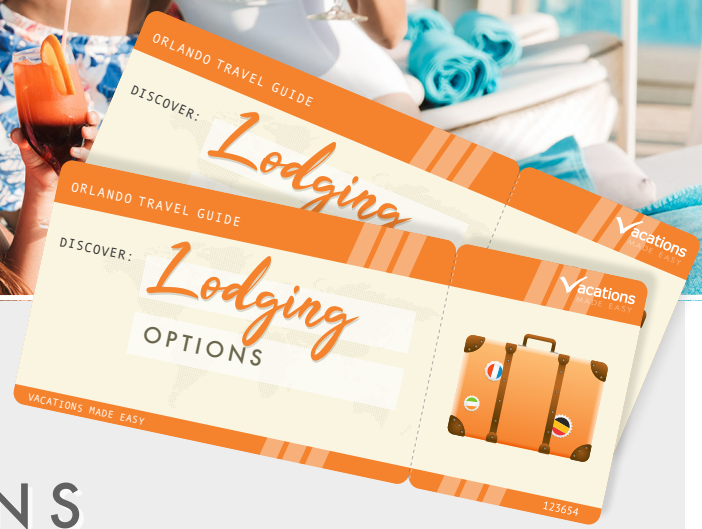 ORLANDO TRAVEL GUIDE
DISCOVER:
Lodging
Vacations
MADE EASY
ORLANDO TRAVEL GUIDE
DISCOVER:
Lodging
OPTIONS
Vacations
MADE EASY
VACATIONS MADE EASY
123654
NS